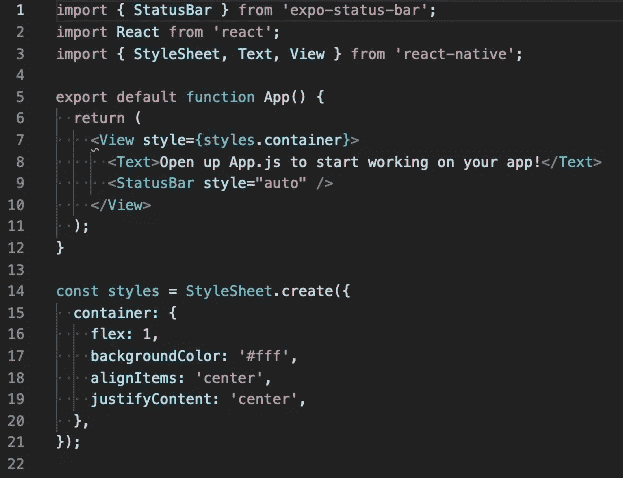 1 import { StatusBar } from 'expo-status-bar';
2 import React from 'react';
3 import { StyleSheet, Text, View } from 'react-native';
4
5 export default function App() {
6   return (
7     <View style={styles.container}>
8       <Text>Open up App.js to start working on your app!</Text>
9       <StatusBar style="auto" />
10     </View>
11   );
12 }
13
14 const styles = StyleSheet.create({
15   container: {
16     flex: 1,
17     backgroundColor: '#fff',
18     alignItems: 'center',
19     justifyContent: 'center',
20   },
21 });
22